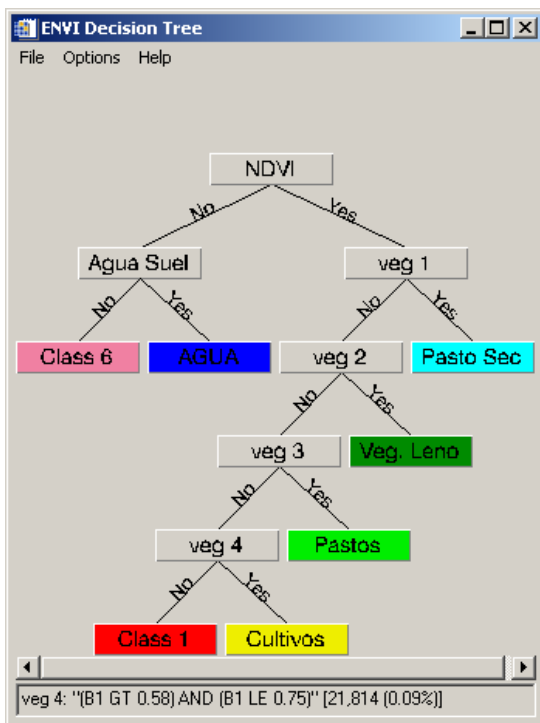 ENVI Decision Tree
File Options Help
NDVI
No Yes
Agua Suel veg 1
No Yes No Yes
Class 6 AGUA veg 2 Pasto Sec
No Yes
veg 3 Veg. Leno
No Yes
veg 4 Pastos
No Yes
Class 1 Cultivos
veg 4: "(B1 GT 0.58) AND (B1 LE 0.75)" [21,814 (0.09%)]